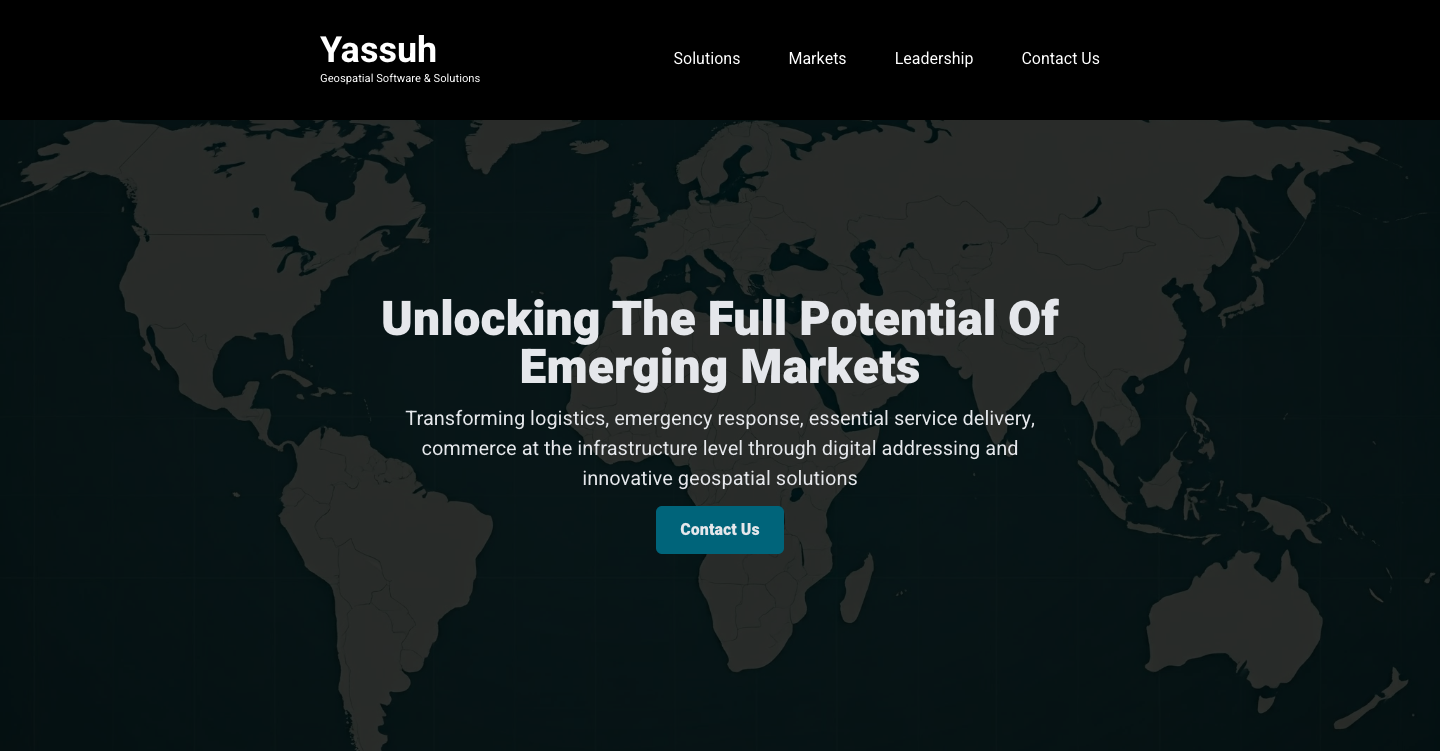 Yassuh
Geospatial Software & Solutions
Solutions
Markets
Leadership
Contact Us
Unlocking The Full Potential Of
Emerging Markets
Transforming logistics, emergency response, essential service delivery,
commerce at the infrastructure level through digital addressing and
innovative geospatial solutions
Contact Us